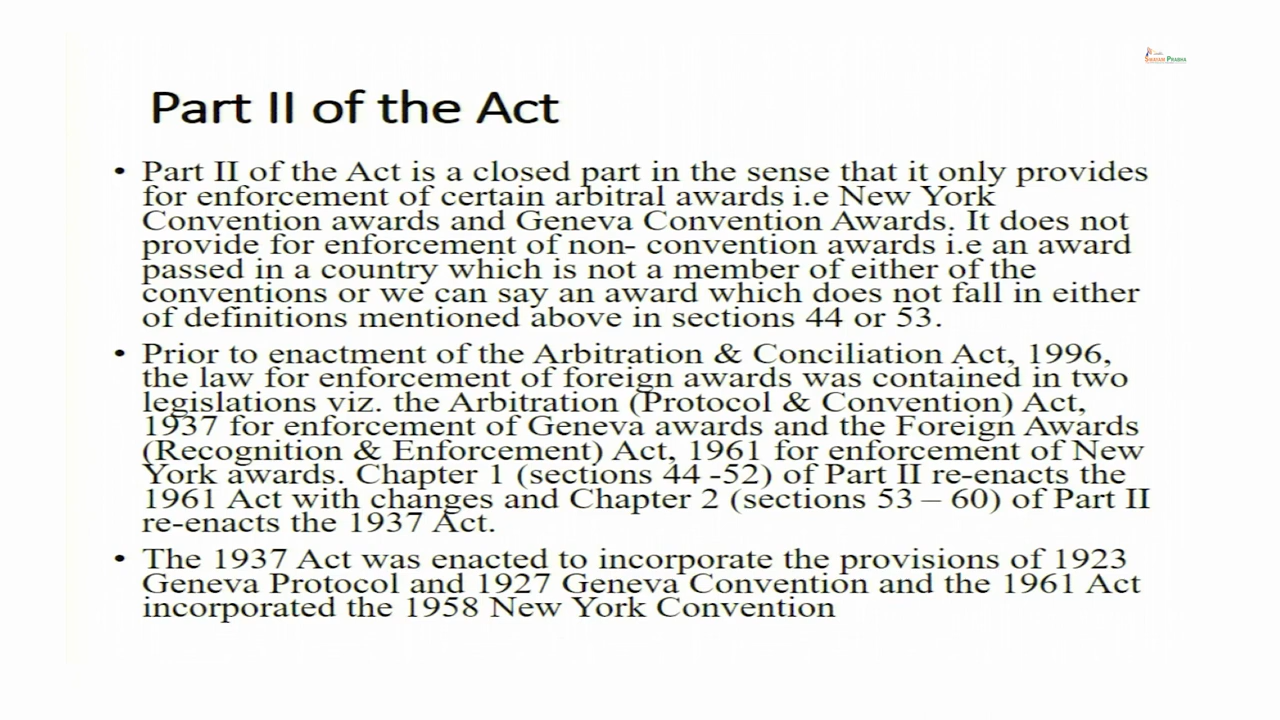 SWAYAM PRABHA
Part II of the Act
• Part II of the Act is a closed part in the sense that it only provides
for enforcement of certain arbitral awards i.e New York
Convention awards and Geneva Convention Awards. It does not
provide for enforcement of non- convention awards i.e an award
passed in a country which is not a member of either of the
conventions or we can say an award which does not fall in either
of definitions mentioned above in sections 44 or 53.
• Prior to enactment of the Arbitration & Conciliation Act, 1996,
the law for enforcement of foreign awards was contained in two
legislations viz. the Arbitration (Protocol & Convention) Act,
1937 for enforcement of Geneva awards and the Foreign Awards
(Recognition & Enforcement) Act, 1961 for enforcement of New
York awards. Chapter 1 (sections 44 -52) of Part II re-enacts the
1961 Act with changes and Chapter 2 (sections 53 – 60) of Part II
re-enacts the 1937 Act.
• The 1937 Act was enacted to incorporate the provisions of 1923
Geneva Protocol and 1927 Geneva Convention and the 1961 Act
incorporated the 1958 New York Convention